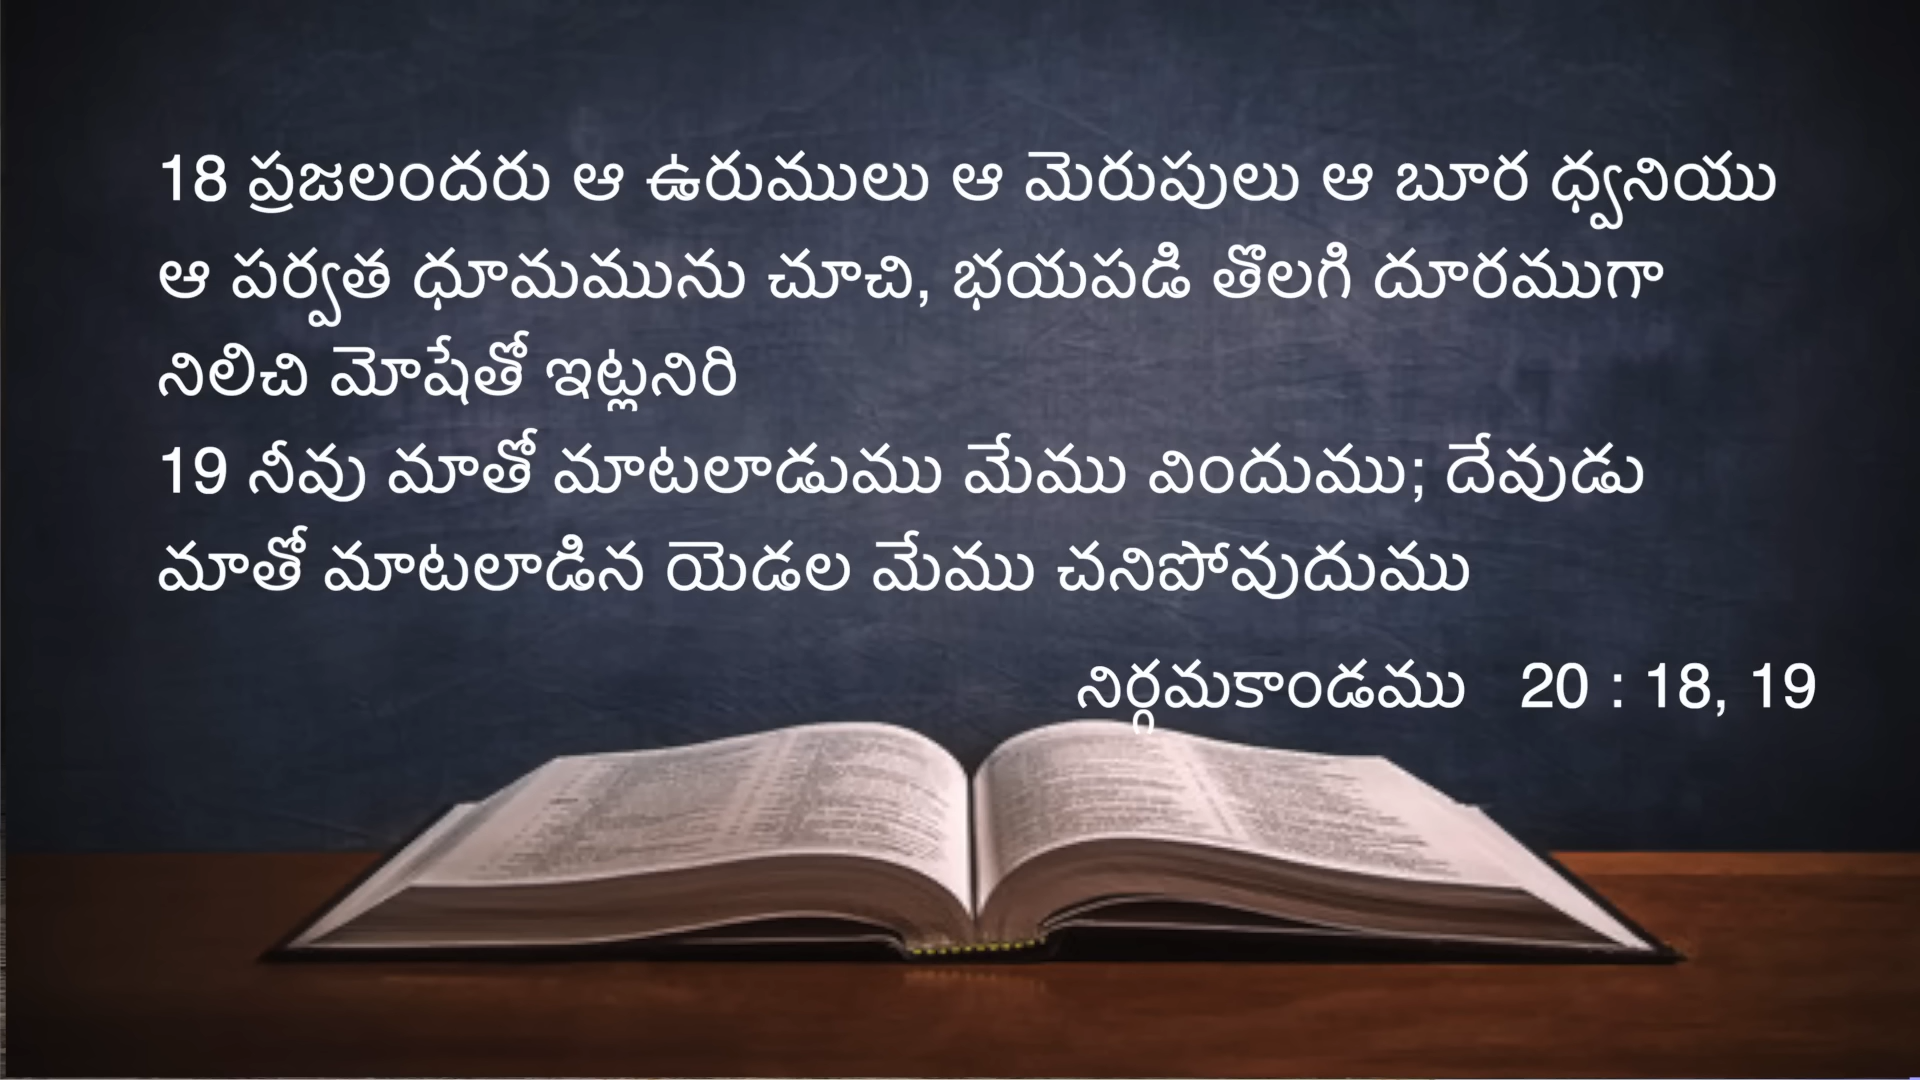 18 ప్రజలందరు ఆ ఉరుములు ఆ మెరుపులు ఆ బూర ధ్వనియు
ఆ పర్వత ధూమమును చూచి, భయపడి తొలగి దూరముగా
నిలిచి మోషేతో ఇట్లనిరి
19 నీవు మాతో మాటలాడుము మేము విందుము; దేవుడు
మాతో మాటలాడిన యెడల మేము చనిపోవుదుము
నిర్గమకాండము 20 : 18, 19